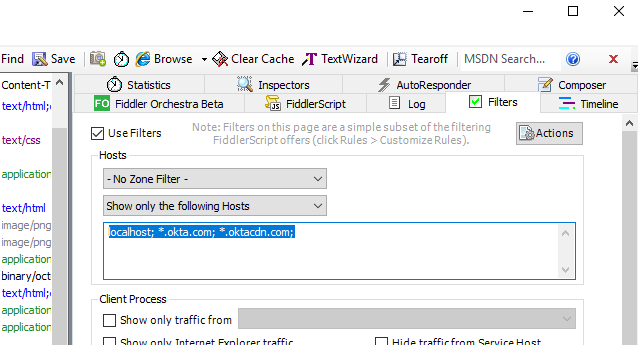 Find Save Browse Clear Cache TextWizard Tearoff MSDN Search...
Content-T
Statistics Inspectors AutoResponder Composer
FO Fiddler Orchestra Beta FiddlerScript Log Filters Timeline
text/html;c
text/css
application
text/html
image/png
image/png
application
binary/oct
text/html;c
application
application
Use Filters
Note: Filters on this page are a simple subset of the filtering
FiddlerScript offers (click Rules > Customize Rules).
Actions
Hosts
- No Zone Filter -
Show only the following Hosts
localhost; *.okta.com; *.oktacdn.com;
Client Process
Show only traffic from
Show only Internet Explorer traffic Hide traffic from Service Host